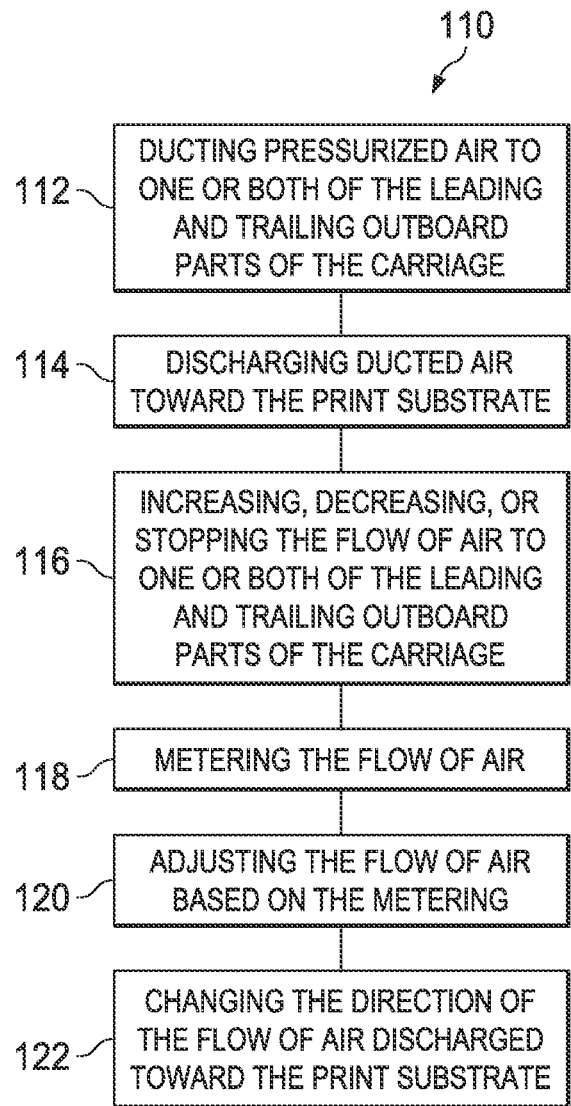 110
112
DUCTING PRESSURIZED AIR TO
ONE OR BOTH OF THE LEADING
AND TRAILING OUTBOARD
PARTS OF THE CARRIAGE
114
DISCHARGING DUCTED AIR
TOWARD THE PRINT SUBSTRATE
116
INCREASING, DECREASING, OR
STOPPING THE FLOW OF AIR TO
ONE OR BOTH OF THE LEADING
AND TRAILING OUTBOARD
PARTS OF THE CARRIAGE
118
METERING THE FLOW OF AIR
120
ADJUSTING THE FLOW OF AIR
BASED ON THE METERING
122
CHANGING THE DIRECTION OF
THE FLOW OF AIR DISCHARGED
TOWARD THE PRINT SUBSTRATE